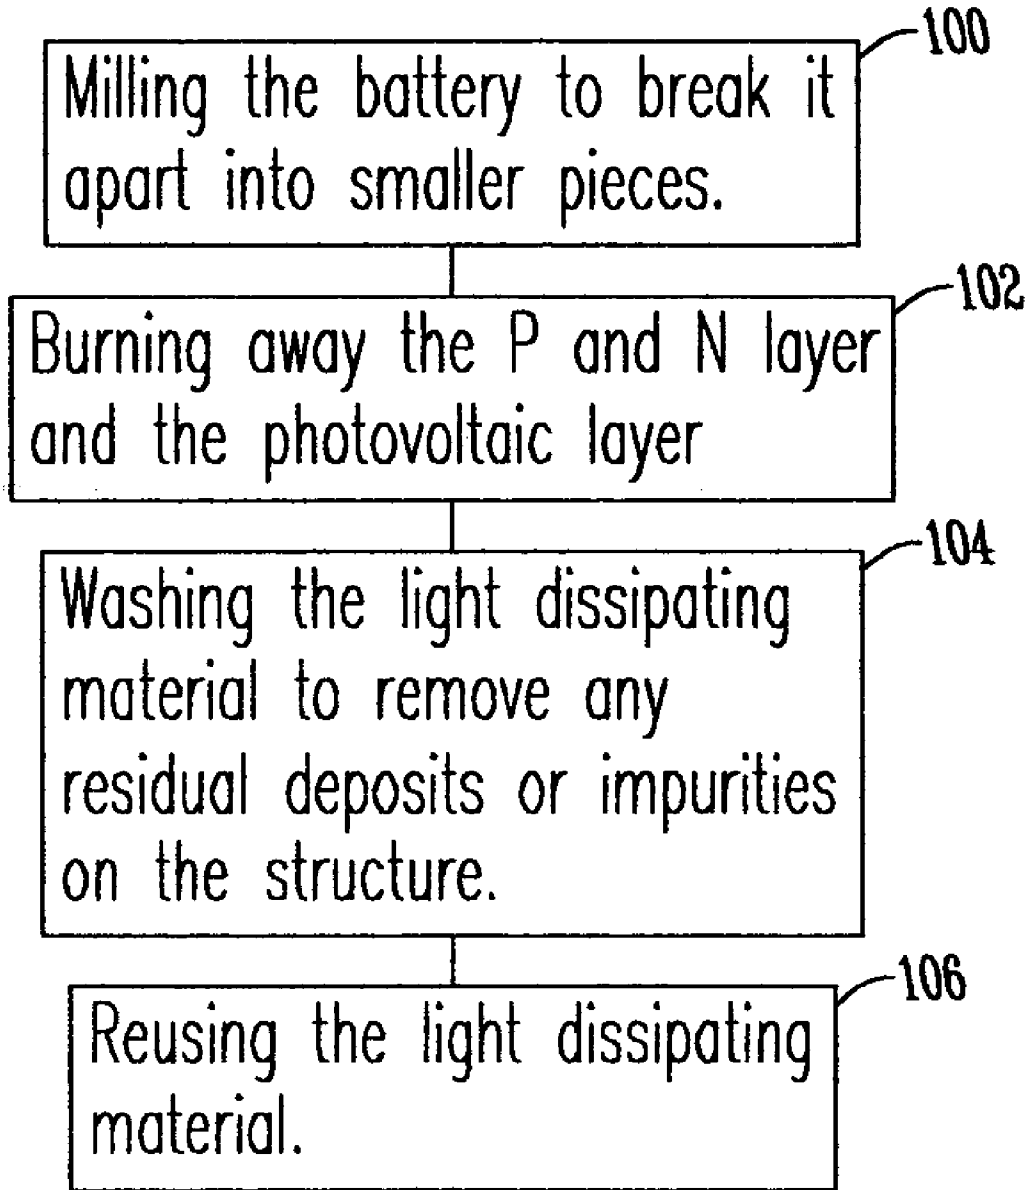 100
Milling the battery to break it
apart into smaller pieces.
102
Burning away the P and N layer
and the photovoltaic layer
104
Washing the light dissipating
material to remove any
residual deposits or impurities
on the structure.
106
Reusing the light dissipating
material.